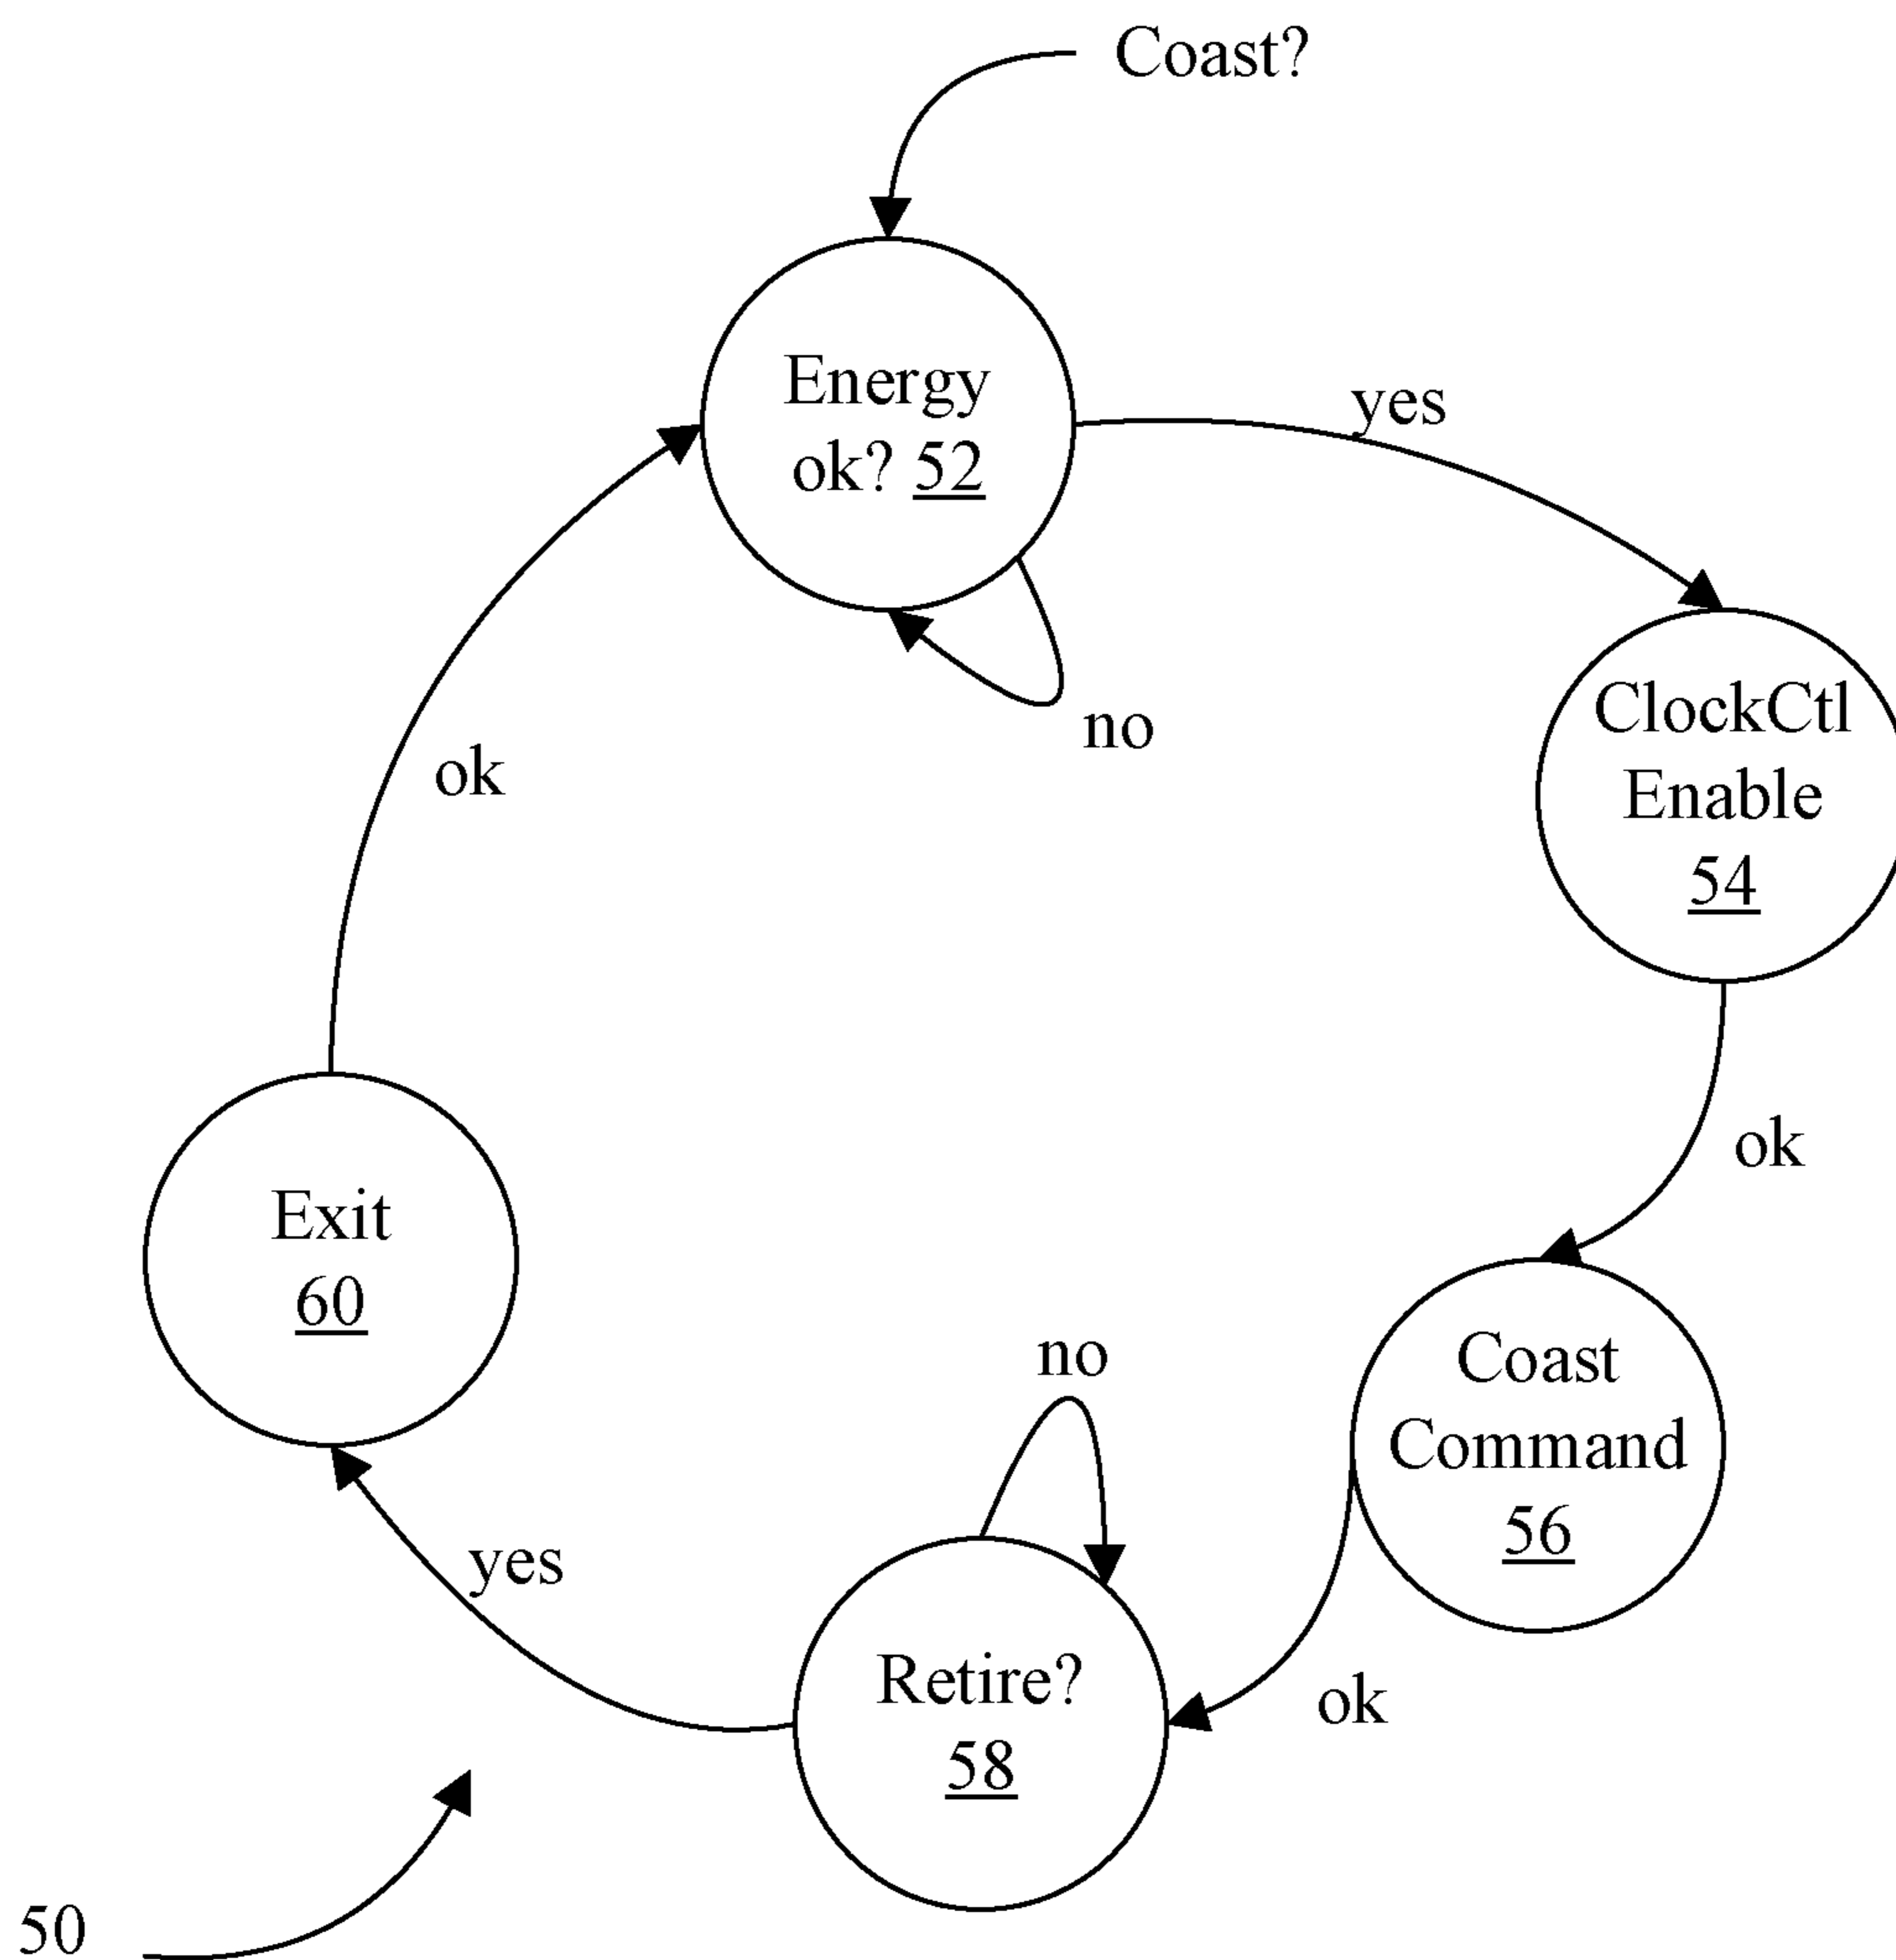 Coast?
Energy
ok? 52
yes
no
ClockCtl
Enable
54
ok
ok
Exit
60
Coast
Command
56
no
yes
Retire?
58
ok
50